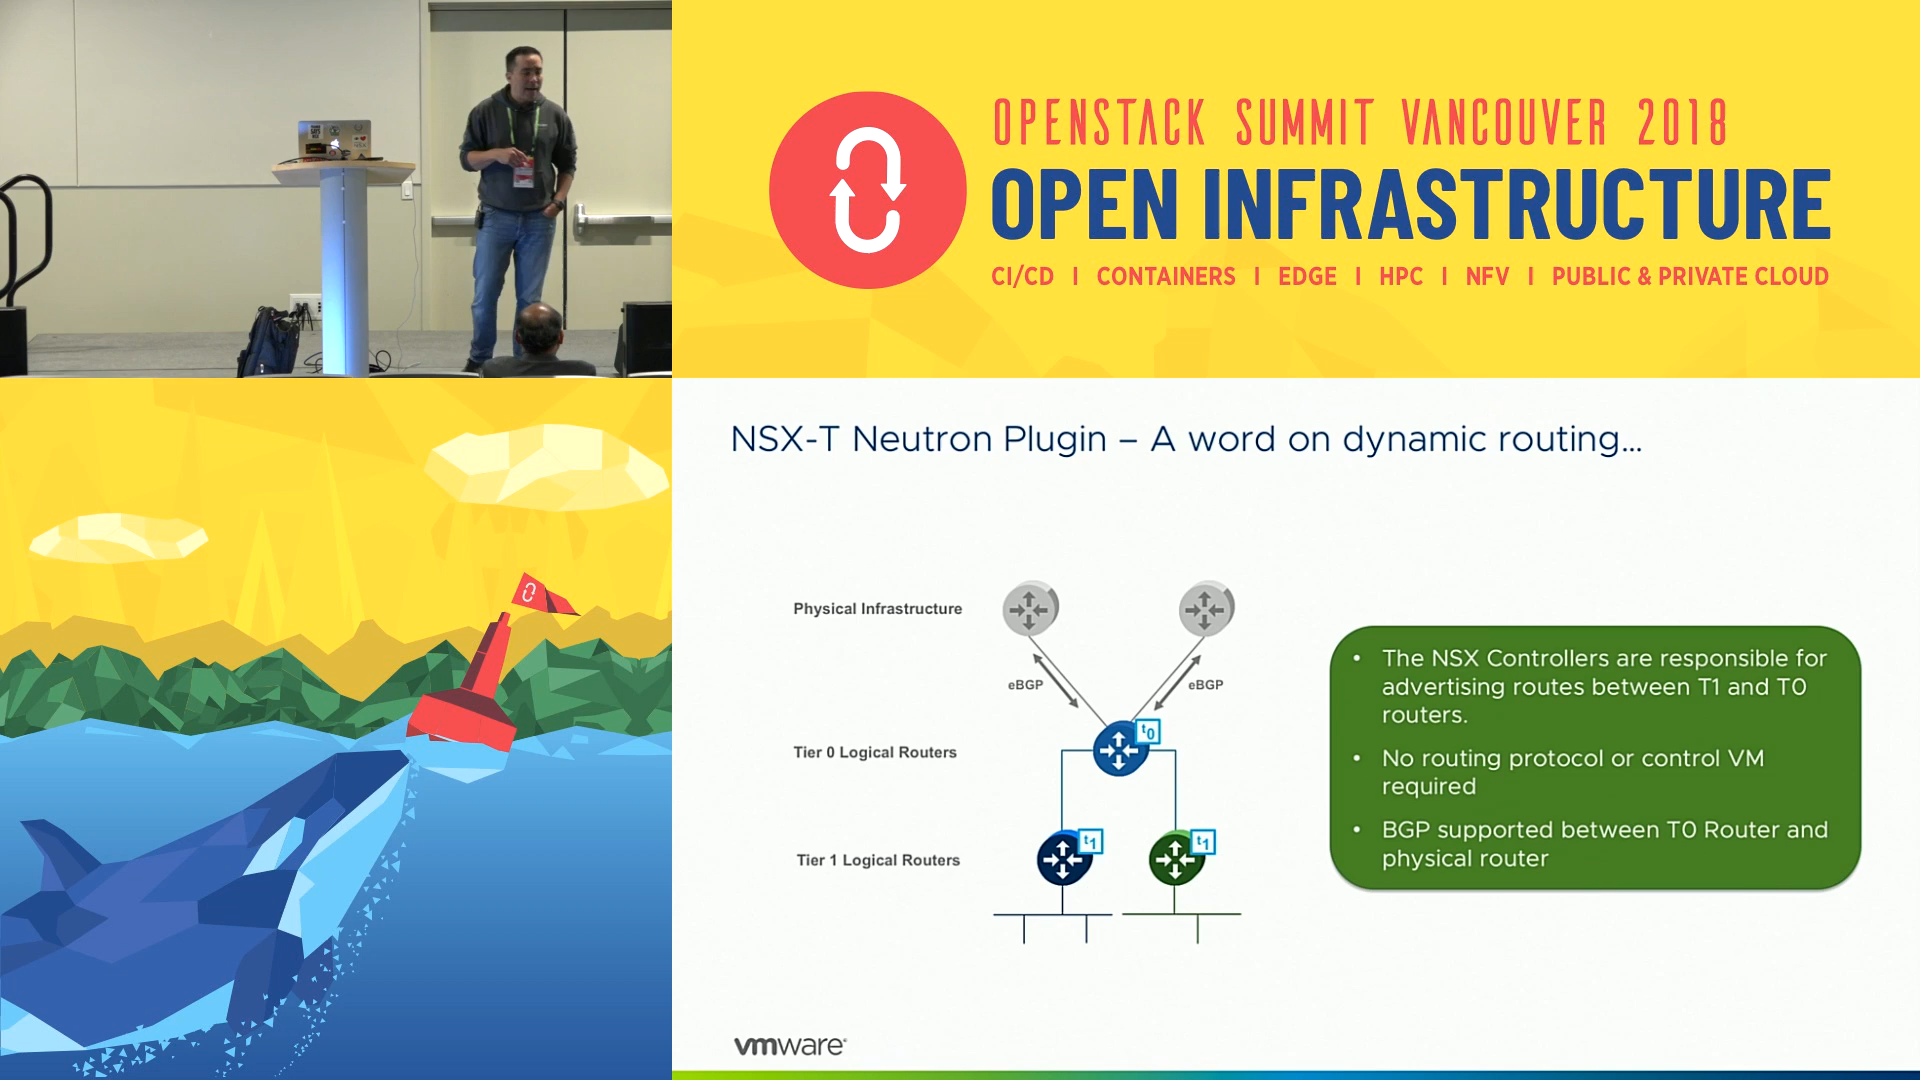 OPENSTACK SUMMIT VANCOUVER 2018
OPEN INFRASTRUCTURE
CI/CD | CONTAINERS | EDGE | HPC | NFV | PUBLIC & PRIVATE CLOUD
NSX-T Neutron Plugin – A word on dynamic routing...
Physical Infrastructure
eBGP
eBGP
t0
Tier 0 Logical Routers
t1
t1
Tier 1 Logical Routers
• The NSX Controllers are responsible for
advertising routes between T1 and T0
routers.
• No routing protocol or control VM
required
• BGP supported between T0 Router and
physical router
vmware